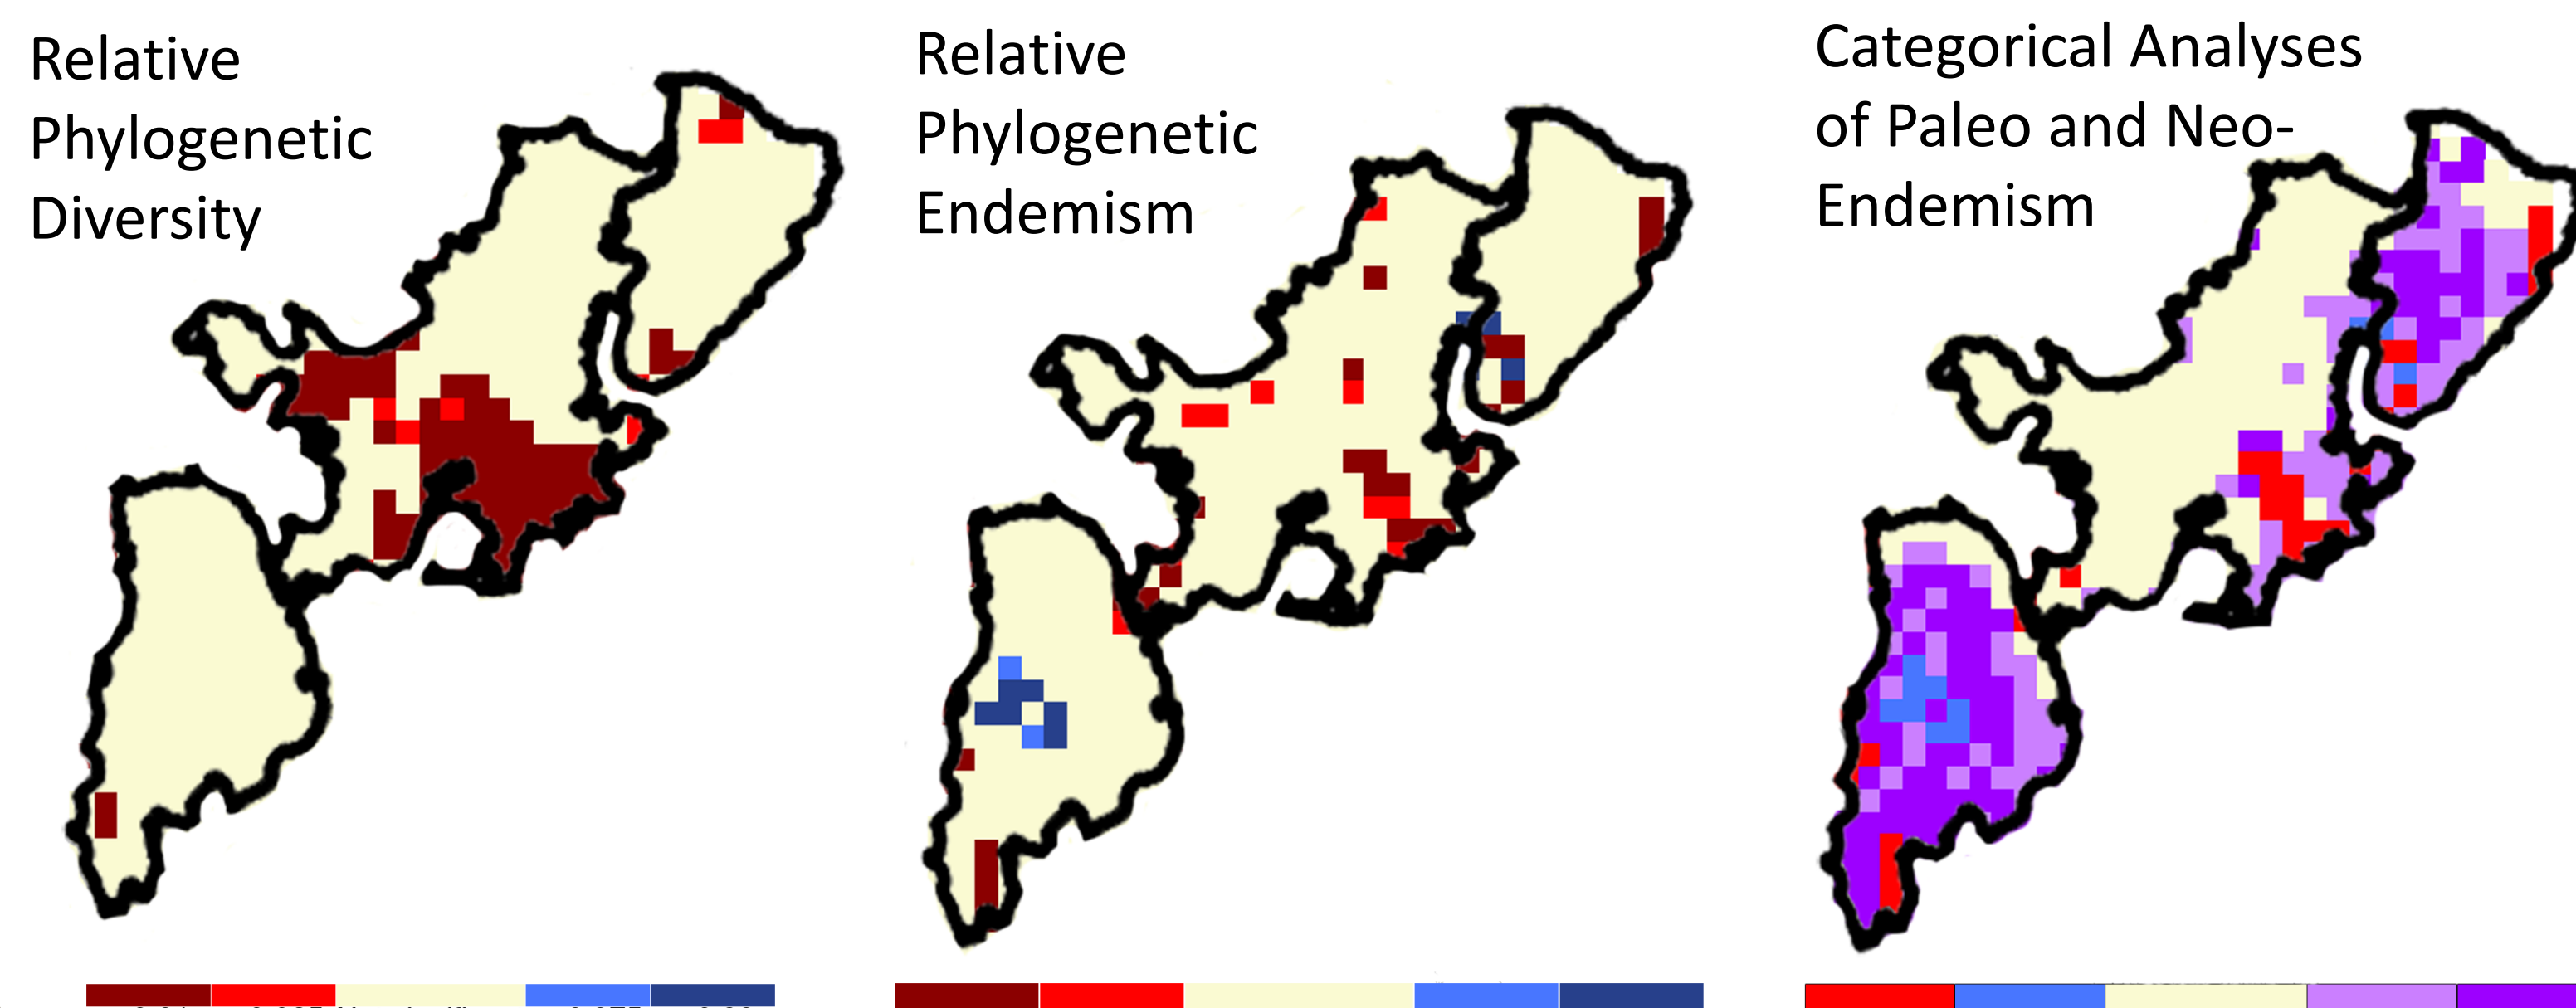 Relative
Phylogenetic
Diversity
Relative
Phylogenetic
Endemism
Categorical Analyses
of Paleo and Neo-
Endemism